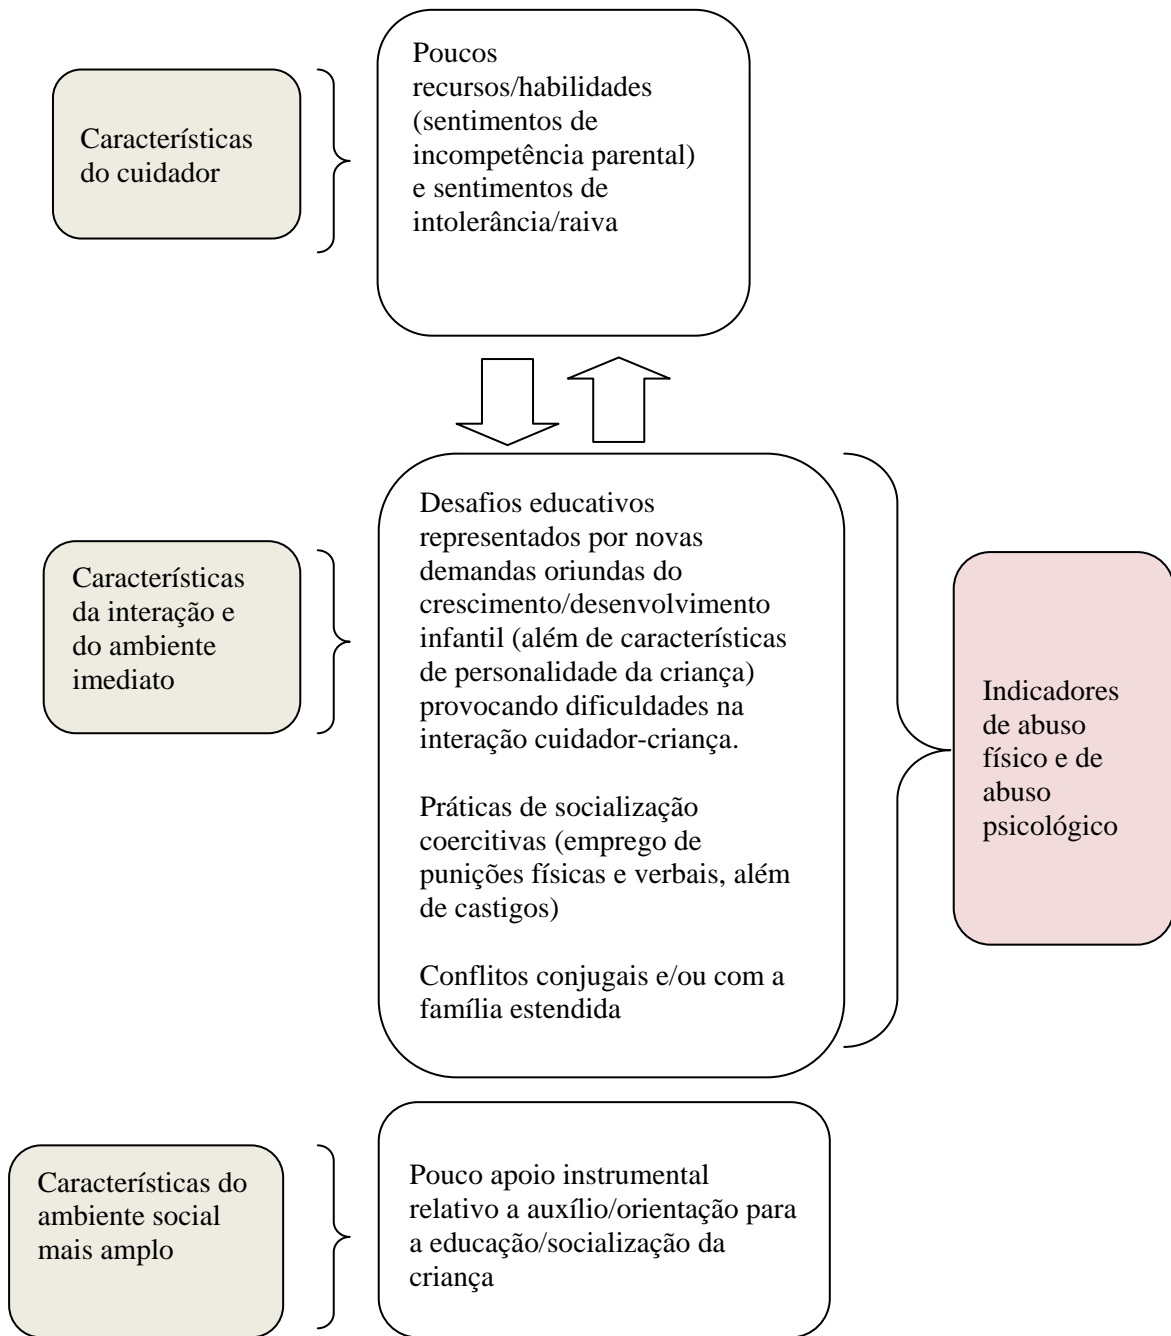 Características
do cuidador
Poucos
recursos/habilidades
(sentimentos de
incompetência parental)
e sentimentos de
intolerância/raiva
Características
da interação e
do ambiente
imediato
Desafios educativos
representados por novas
demandas oriundas do
crescimento/desenvolvimento
infantil (além de características
de personalidade da criança)
provocando dificuldades na
interação cuidador-criança.
Práticas de socialização
coercitivas (emprego de
punições físicas e verbais, além
de castigos)
Conflitos conjugais e/ou com a
família estendida
Indicadores
de abuso
físico e de
abuso
psicológico
Características do
ambiente social
mais amplo
Pouco apoio instrumental
relativo a auxílio/orientação para
a educação/socialização da
criança